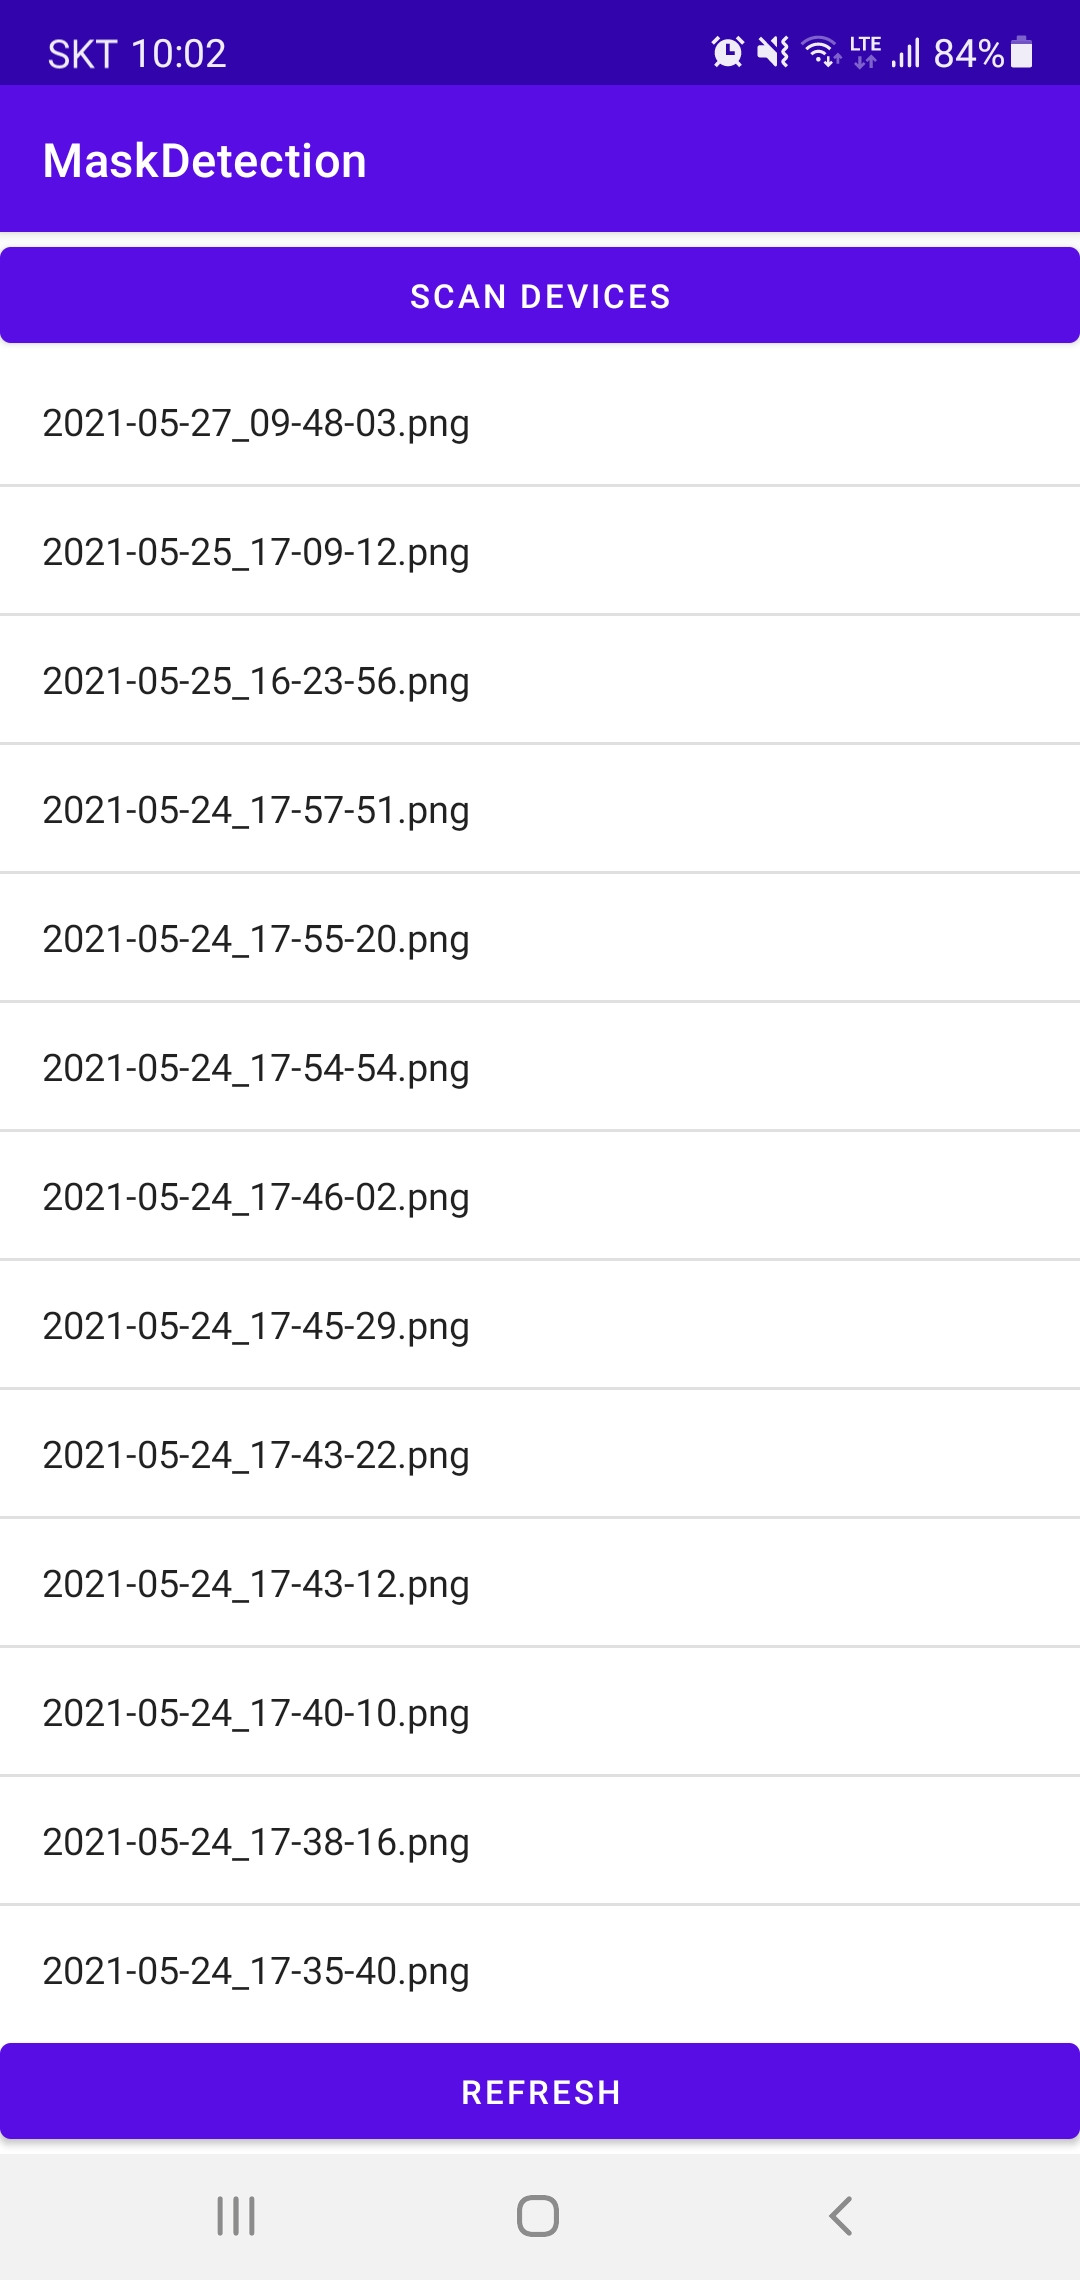 SKT 10:02 LTE 84%
MaskDetection
SCAN DEVICES
2021-05-27_09-48-03.png
2021-05-25_17-09-12.png
2021-05-25_16-23-56.png
2021-05-24_17-57-51.png
2021-05-24_17-55-20.png
2021-05-24_17-54-54.png
2021-05-24_17-46-02.png
2021-05-24_17-45-29.png
2021-05-24_17-43-22.png
2021-05-24_17-43-12.png
2021-05-24_17-40-10.png
2021-05-24_17-38-16.png
2021-05-24_17-35-40.png
REFRESH